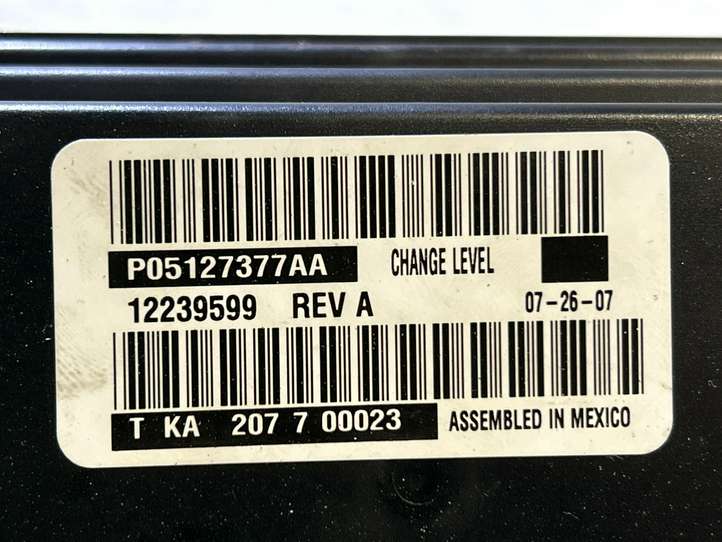 P05127377AA CHANGE LEVEL
12239599 REV A 07-26-07
T KA 207 7 00023 ASSEMBLED IN MEXICO